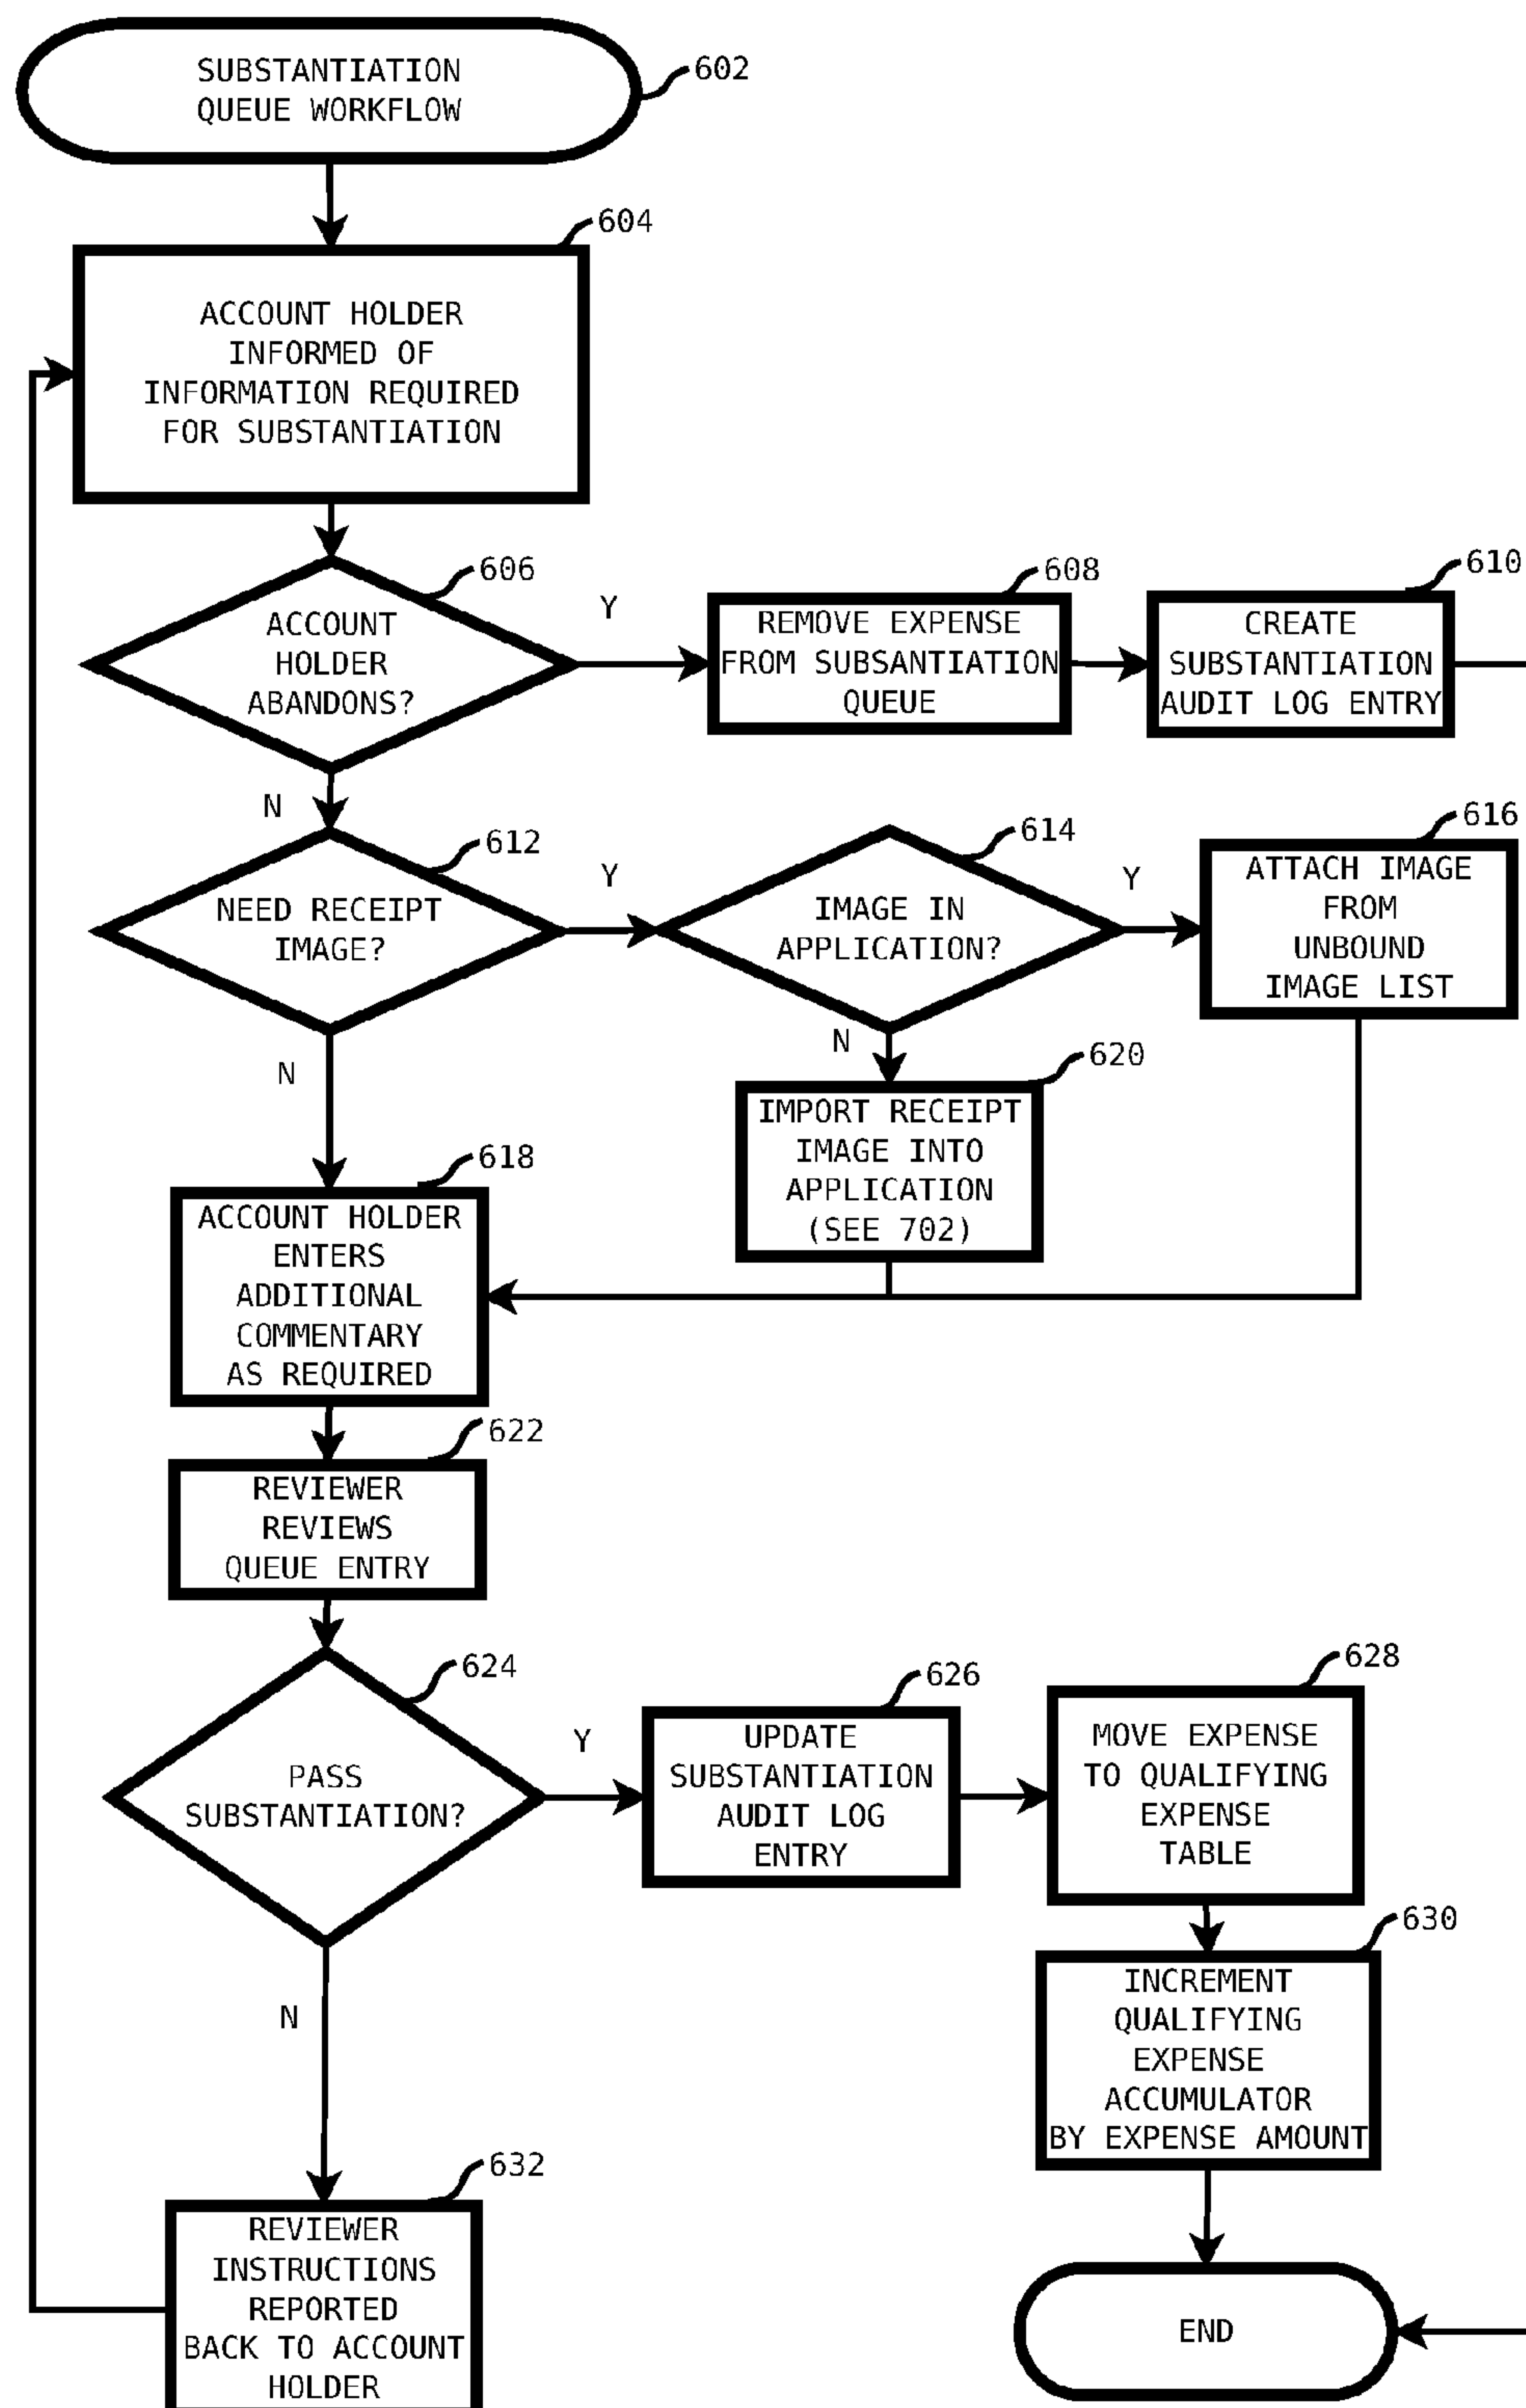 SUBSTANTIATION
QUEUE WORKFLOW
602
604
ACCOUNT HOLDER
INFORMED OF
INFORMATION REQUIRED
FOR SUBSTANTIATION
606
ACCOUNT
HOLDER
ABANDONS?
Y
608
REMOVE EXPENSE
FROM SUBSANTIATION
QUEUE
610
CREATE
SUBSTANTIATION
AUDIT LOG ENTRY
N
612
NEED RECEIPT
IMAGE?
Y
614
IMAGE IN
APPLICATION?
Y
616
ATTACH IMAGE
FROM
UNBOUND
IMAGE LIST
N
N
620
IMPORT RECEIPT
IMAGE INTO
APPLICATION
(SEE 702)
618
ACCOUNT HOLDER
ENTERS
ADDITIONAL
COMMENTARY
AS REQUIRED
622
REVIEWER
REVIEWS
QUEUE ENTRY
624
PASS
SUBSTANTIATION?
Y
626
UPDATE
SUBSTANTIATION
AUDIT LOG
ENTRY
628
MOVE EXPENSE
TO QUALIFYING
EXPENSE
TABLE
630
INCREMENT
QUALIFYING
EXPENSE
ACCUMULATOR
BY EXPENSE AMOUNT
N
632
REVIEWER
INSTRUCTIONS
REPORTED
BACK TO ACCOUNT
HOLDER
END